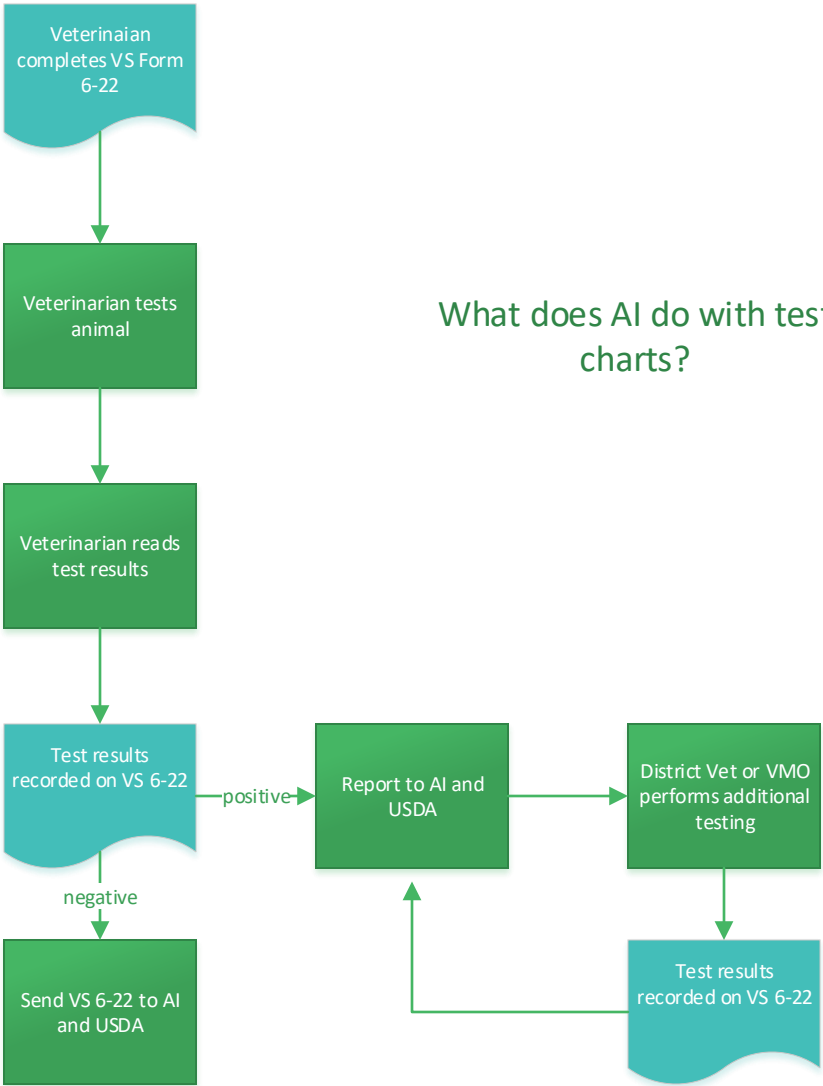 Veterinaian
completes VS Form
6-22
Veterinarian tests
animal
What does AI do with test
charts?
Veterinarian reads
test results
Test results
recorded on VS 6-22
positive
Report to AI and
USDA
District Vet or VMO
performs additional
testing
negative
Send VS 6-22 to AI
and USDA
Test results
recorded on VS 6-22